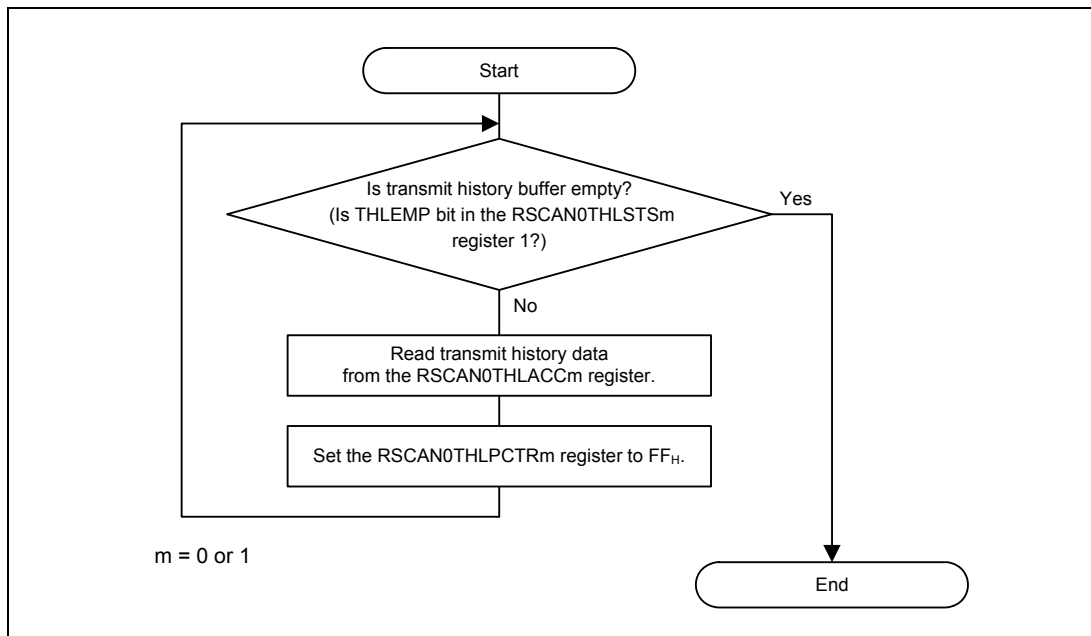 Start
Is transmit history buffer empty?
(Is THLEMP bit in the RSCAN0THLSTSm
register 1?)
Yes
No
Read transmit history data
from the RSCAN0THLACCm register.
Set the RSCAN0THLPCTRm register to FFH.
m = 0 or 1
End